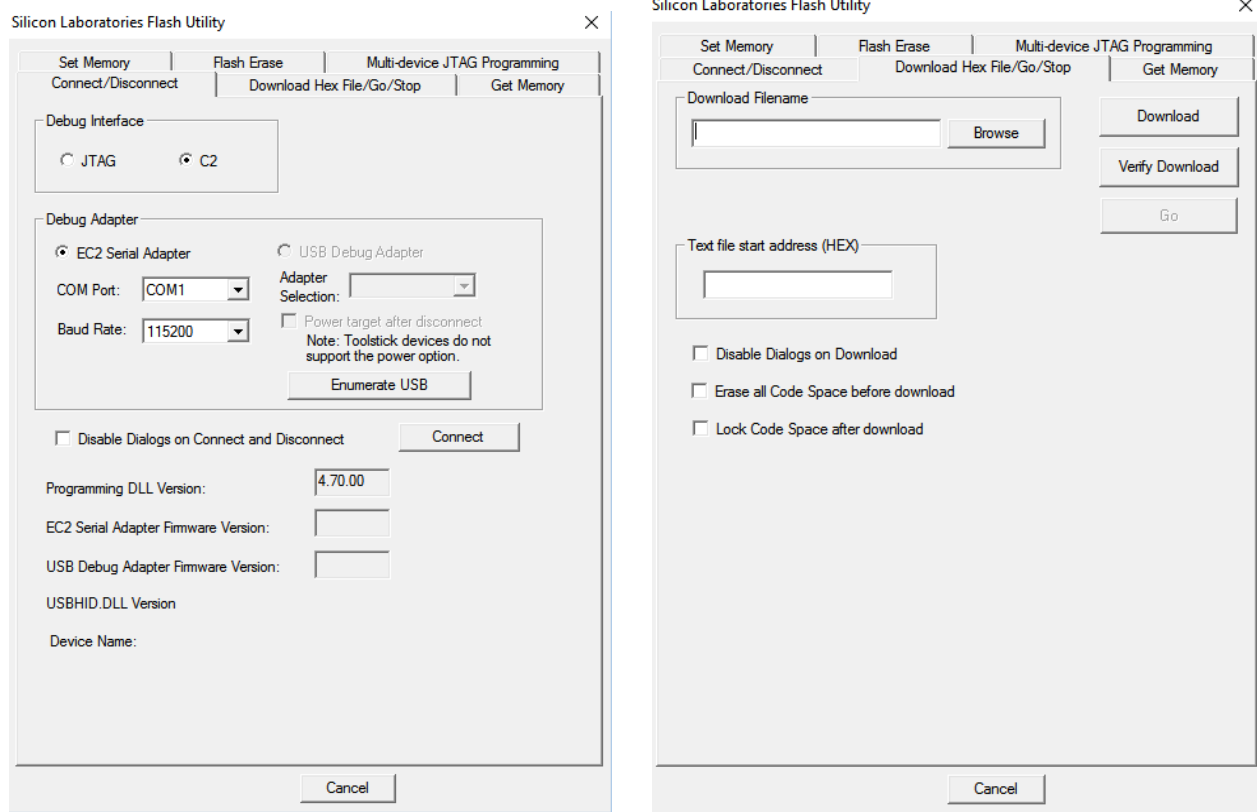 Silicon Laboratories Flash Utility
Set Memory
Flash Erase
Multi-device JTAG Programming
Connect/Disconnect
Download Hex File/Go/Stop
Get Memory
Debug Interface
JTAG
C2
Debug Adapter
EC2 Serial Adapter
USB Debug Adapter
COM Port:
COM1
Adapter
Selection:
Baud Rate:
115200
Power target after disconnect
Note: Toolstick devices do not
support the power option.
Enumerate USB
Disable Dialogs on Connect and Disconnect
Connect
Programming DLL Version:
4.70.00
EC2 Serial Adapter Firmware Version:
USB Debug Adapter Firmware Version:
USBHID.DLL Version
Device Name:
Cancel
Silicon Laboratories Flash Utility
Set Memory
Flash Erase
Multi-device JTAG Programming
Connect/Disconnect
Download Hex File/Go/Stop
Get Memory
Download Filename
Browse
Download
Verify Download
Go
Text file start address (HEX)
Disable Dialogs on Download
Erase all Code Space before download
Lock Code Space after download
Cancel